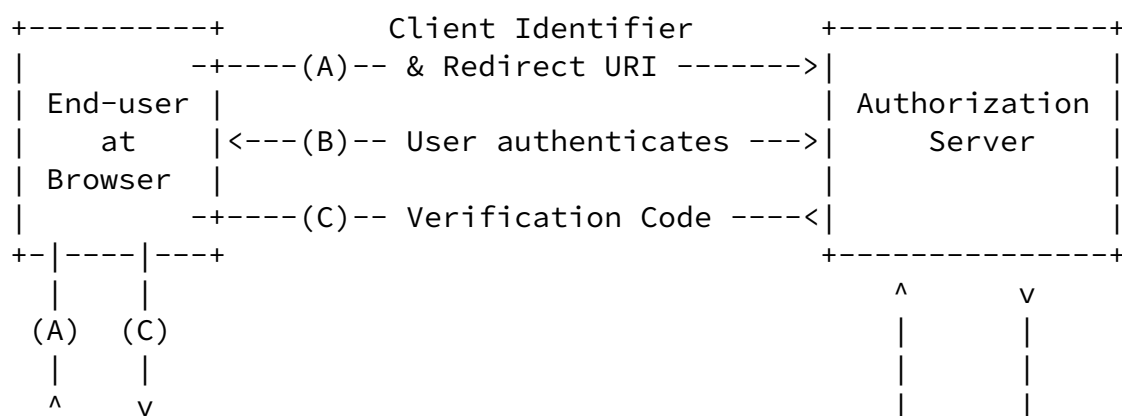 +----------+          Client Identifier      +---------------+
|         -+----(A)-- & Redirect URI ------->|               |
| End-user |                                 | Authorization |
|    at    |<---(B)-- User authenticates --->|     Server    |
| Browser  |                                 |               |
|         -+----(C)-- Verification Code ----<|               |
+-|----|---+                                 +---------------+
  |    |                                         ^      v
 (A)  (C)                                        |      |
  |    |                                         |      |
  ^    v                                         |      |